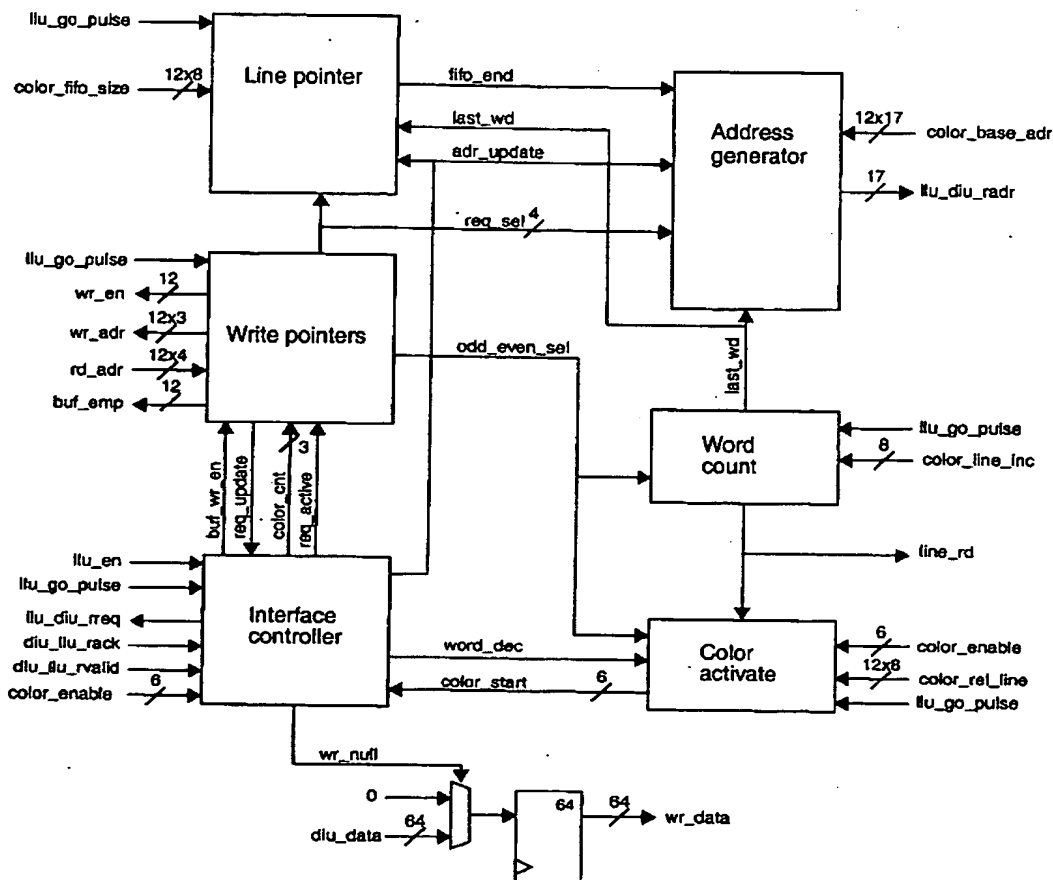 llu_go_pulse
color_fifo_size
12x8
Line pointer
fifo_end
last_wd
adr_update
req_sel
4
Address
generator
12x17
color_base_adr
17
llu_diu_radr
llu_go_pulse
wr_en
12
wr_adr
12x3
rd_adr
12x4
buf_emp
12
Write pointers
odd_even_sel
last_wd
Word
count
llu_go_pulse
8
color_line_inc
buf_wr_en
req_update
color_cnt
3
req_active
line_rd
llu_en
llu_go_pulse
llu_diu_rreq
diu_llu_rack
diu_llu_rvalid
color_enable
6
Interface
controller
word_dec
color_start
6
Color
activate
6
color_enable
12x8
color_rel_line
llu_go_pulse
wr_null
0
diu_data
64
64
64
wr_data